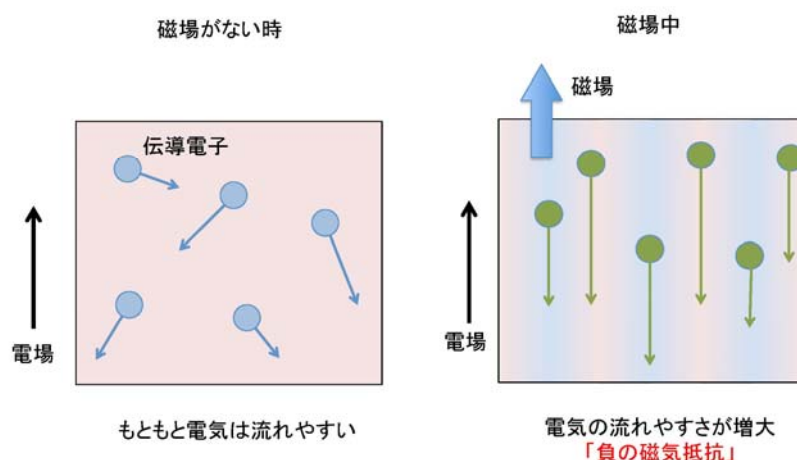 磁場がない時
磁場中
磁場
伝導電子
電場
電場
もともと電気は流れやすい
電気の流れやすさが増大
「負の磁気抵抗」